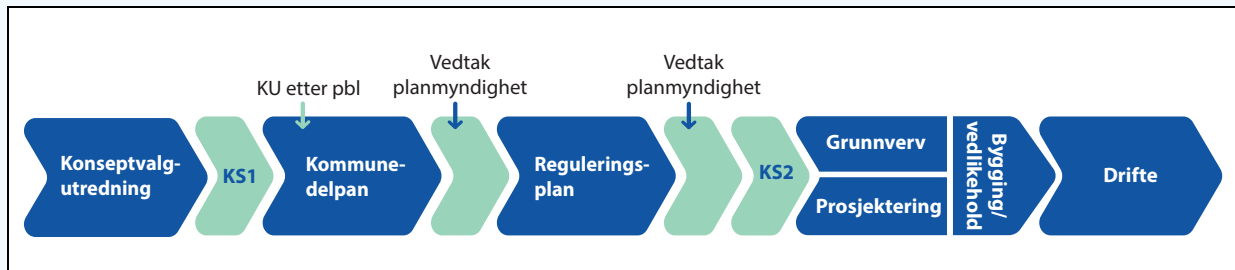 Konseptvalg-
utredning
KS1
KU etter pbl
Kommune-
delpan
Vedtak
planmyndighet
Regulerings-
plan
Vedtak
planmyndighet
KS2
Grunnverv
Prosjektering
Bygging/
vedlikehold
Drifte